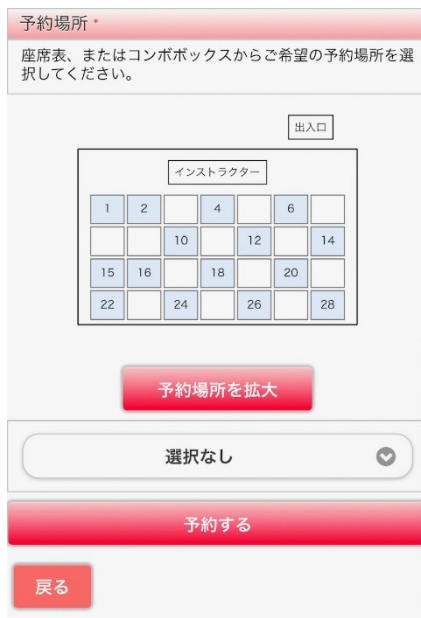 予約場所 *
座席表、またはコンボボックスからご希望の予約場所を選
択してください。
出入口
インストラクター
1 2 4 6
10 12 14
15 16 18 20
22 24 26 28
予約場所を拡大
選択なし
予約する
戻る